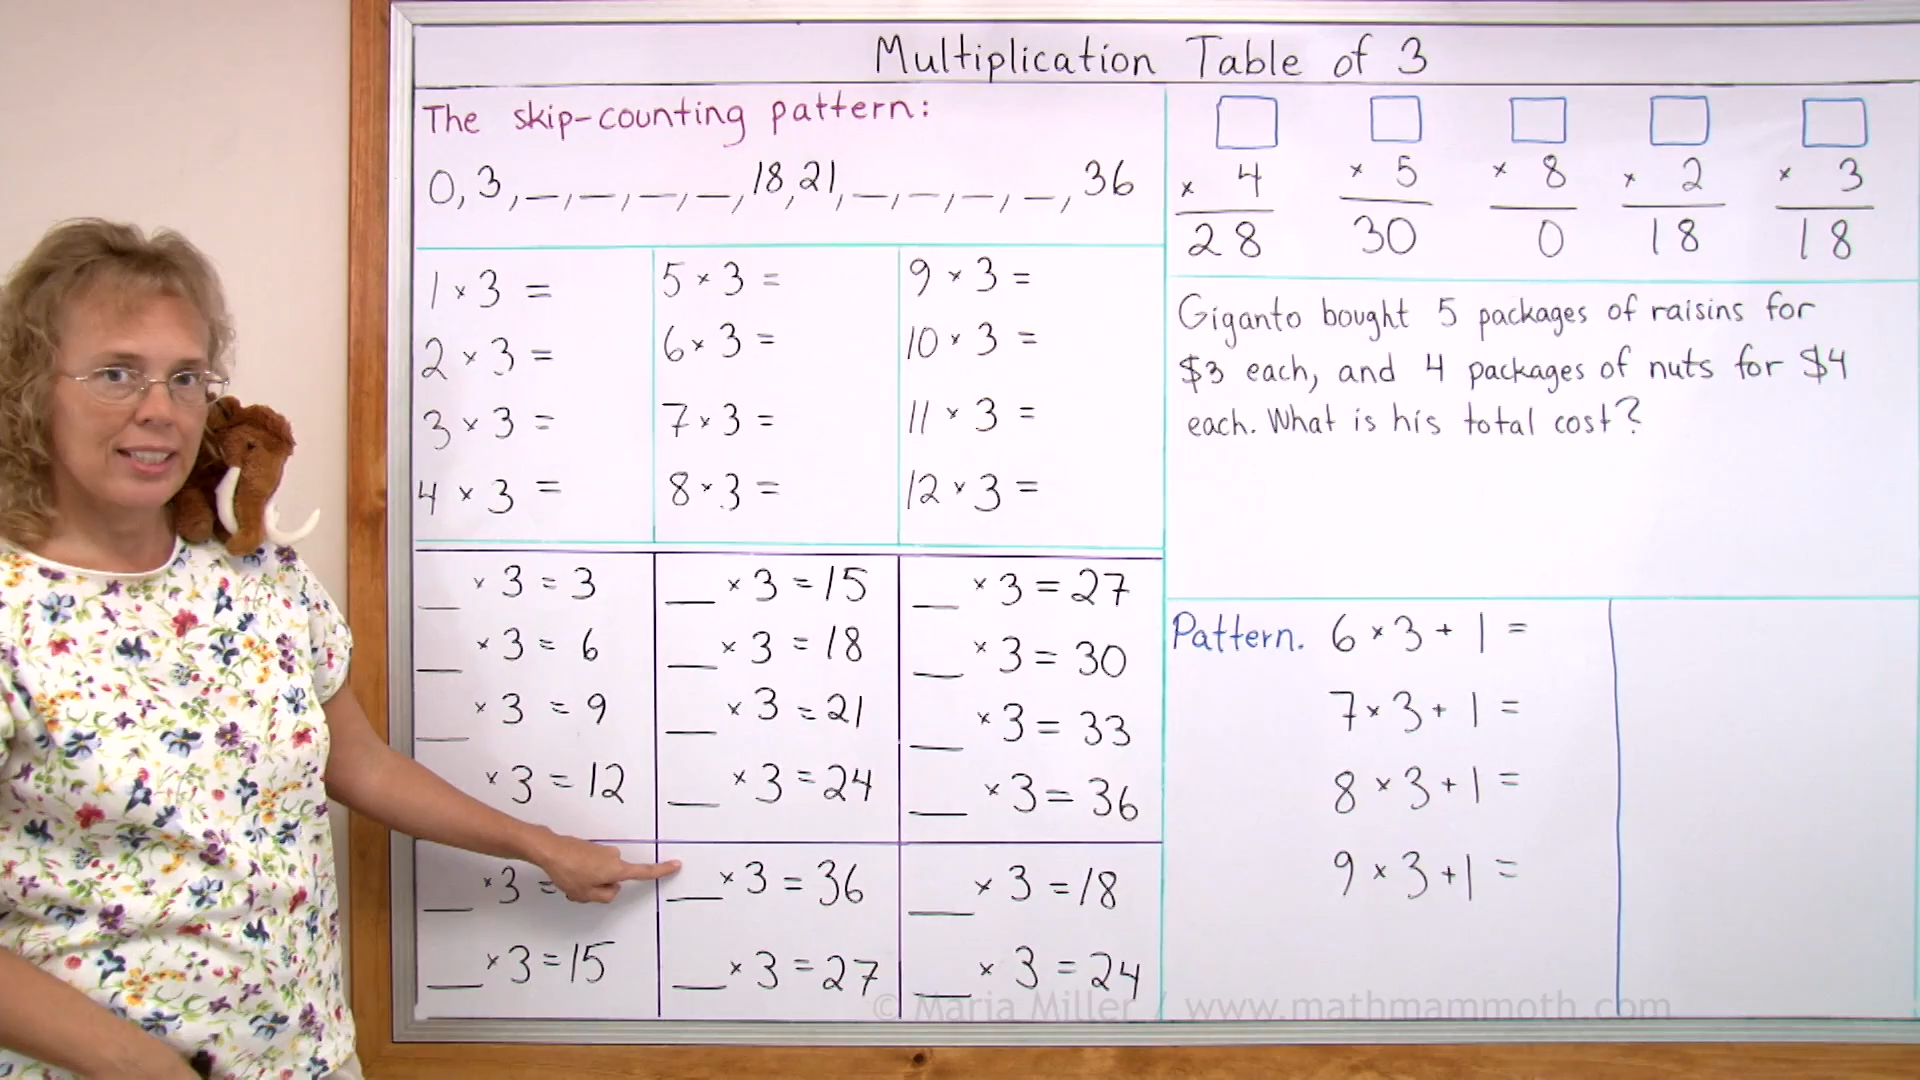 Multiplication Table of 3
The skip-counting pattern:
0, 3, _, _, _, _, 18, 21, _, _, _, _, 36
1 × 3 =
2 × 3 =
3 × 3 =
4 × 3 =
5 × 3 =
6 × 3 =
7 × 3 =
8 × 3 =
9 × 3 =
10 × 3 =
11 × 3 =
12 × 3 =
__ × 3 = 3
__ × 3 = 6
__ × 3 = 9
× 3 = 12
__ × 3 = 15
__ × 3 = 18
__ × 3 = 21
__ × 3 = 24
__ × 3 = 27
__ × 3 = 30
__ × 3 = 33
__ × 3 = 36
__ × 3 =
__ × 3 = 15
__ × 3 = 36
__ × 3 = 27
__ × 3 = 18
__ × 3 = 24
× 4
28
× 5
30
× 8
0
× 2
18
× 3
18
Giganto bought 5 packages of raisins for
$3 each, and 4 packages of nuts for $4
each. What is his total cost?
Pattern. 6 × 3 + 1 =
7 × 3 + 1 =
8 × 3 + 1 =
9 × 3 + 1 =
© Maria Miller / www.mathmammoth.com